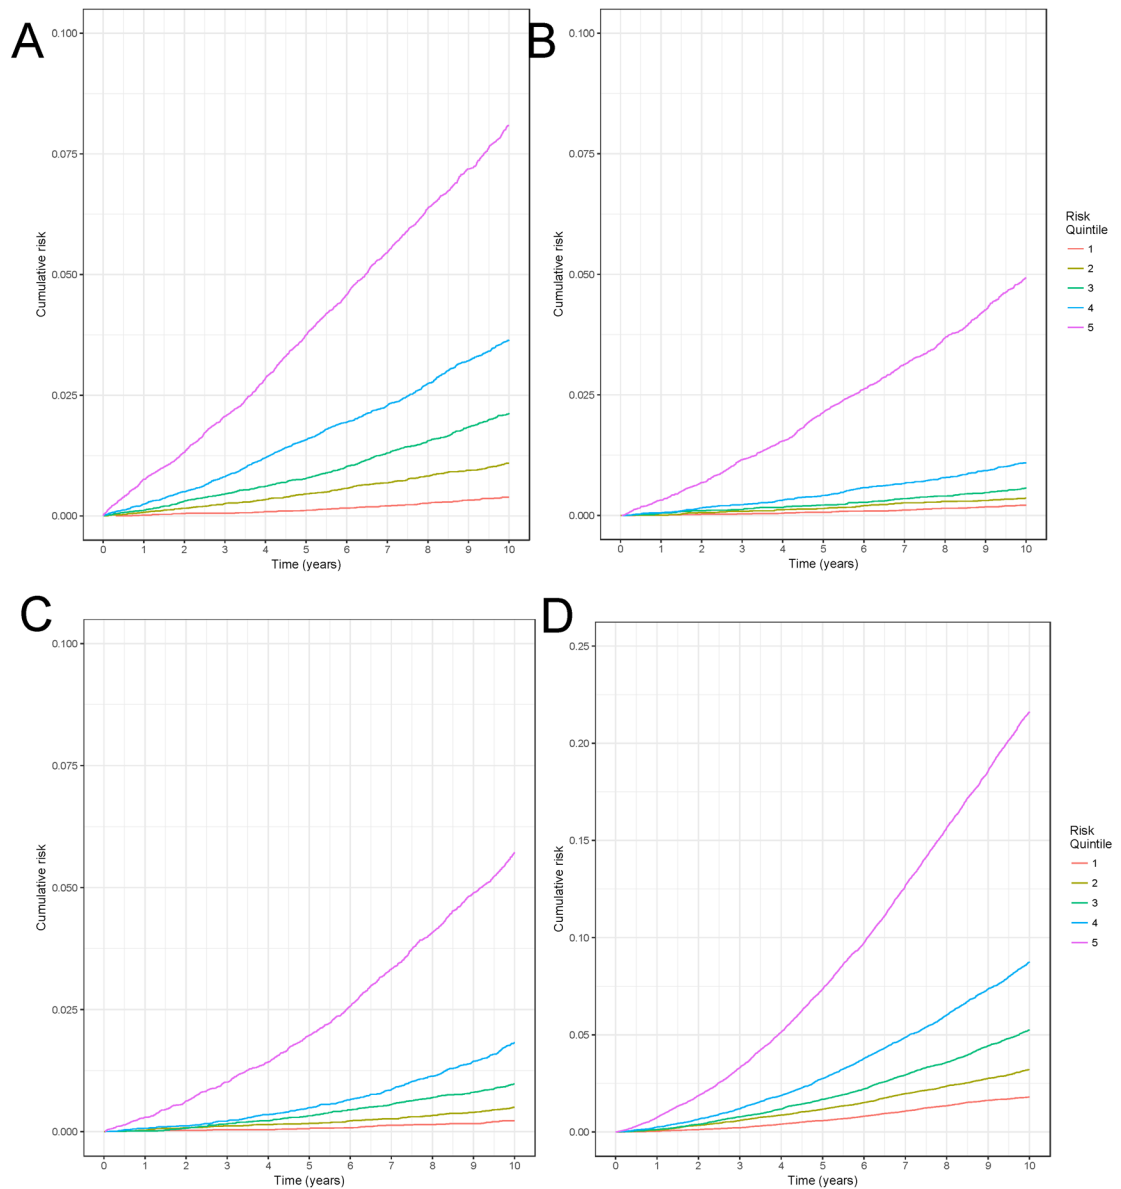 A
B
0.100
0.075
0.050
0.025
0.000
Cumulative risk
0 1 2 3 4 5 6 7 8 9 10
Time (years)
0.100
0.075
0.050
0.025
0.000
Cumulative risk
0 1 2 3 4 5 6 7 8 9 10
Time (years)
Risk
Quintile
1
2
3
4
5
C
D
0.100
0.075
0.050
0.025
0.000
Cumulative risk
0 1 2 3 4 5 6 7 8 9 10
Time (years)
0.25
0.20
0.15
0.10
0.05
0.00
Cumulative risk
0 1 2 3 4 5 6 7 8 9 10
Time (years)
Risk
Quintile
1
2
3
4
5